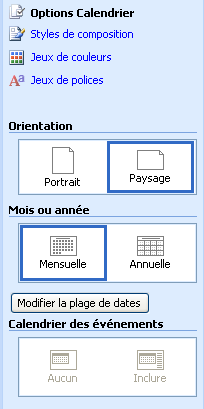 Options Calendrier
Styles de composition
Jeux de couleurs
Jeux de polices
Orientation
Portrait Paysage
Mois ou année
Mensuelle Annuelle
Modifier la plage de dates
Calendrier des événements
Aucun Inclure